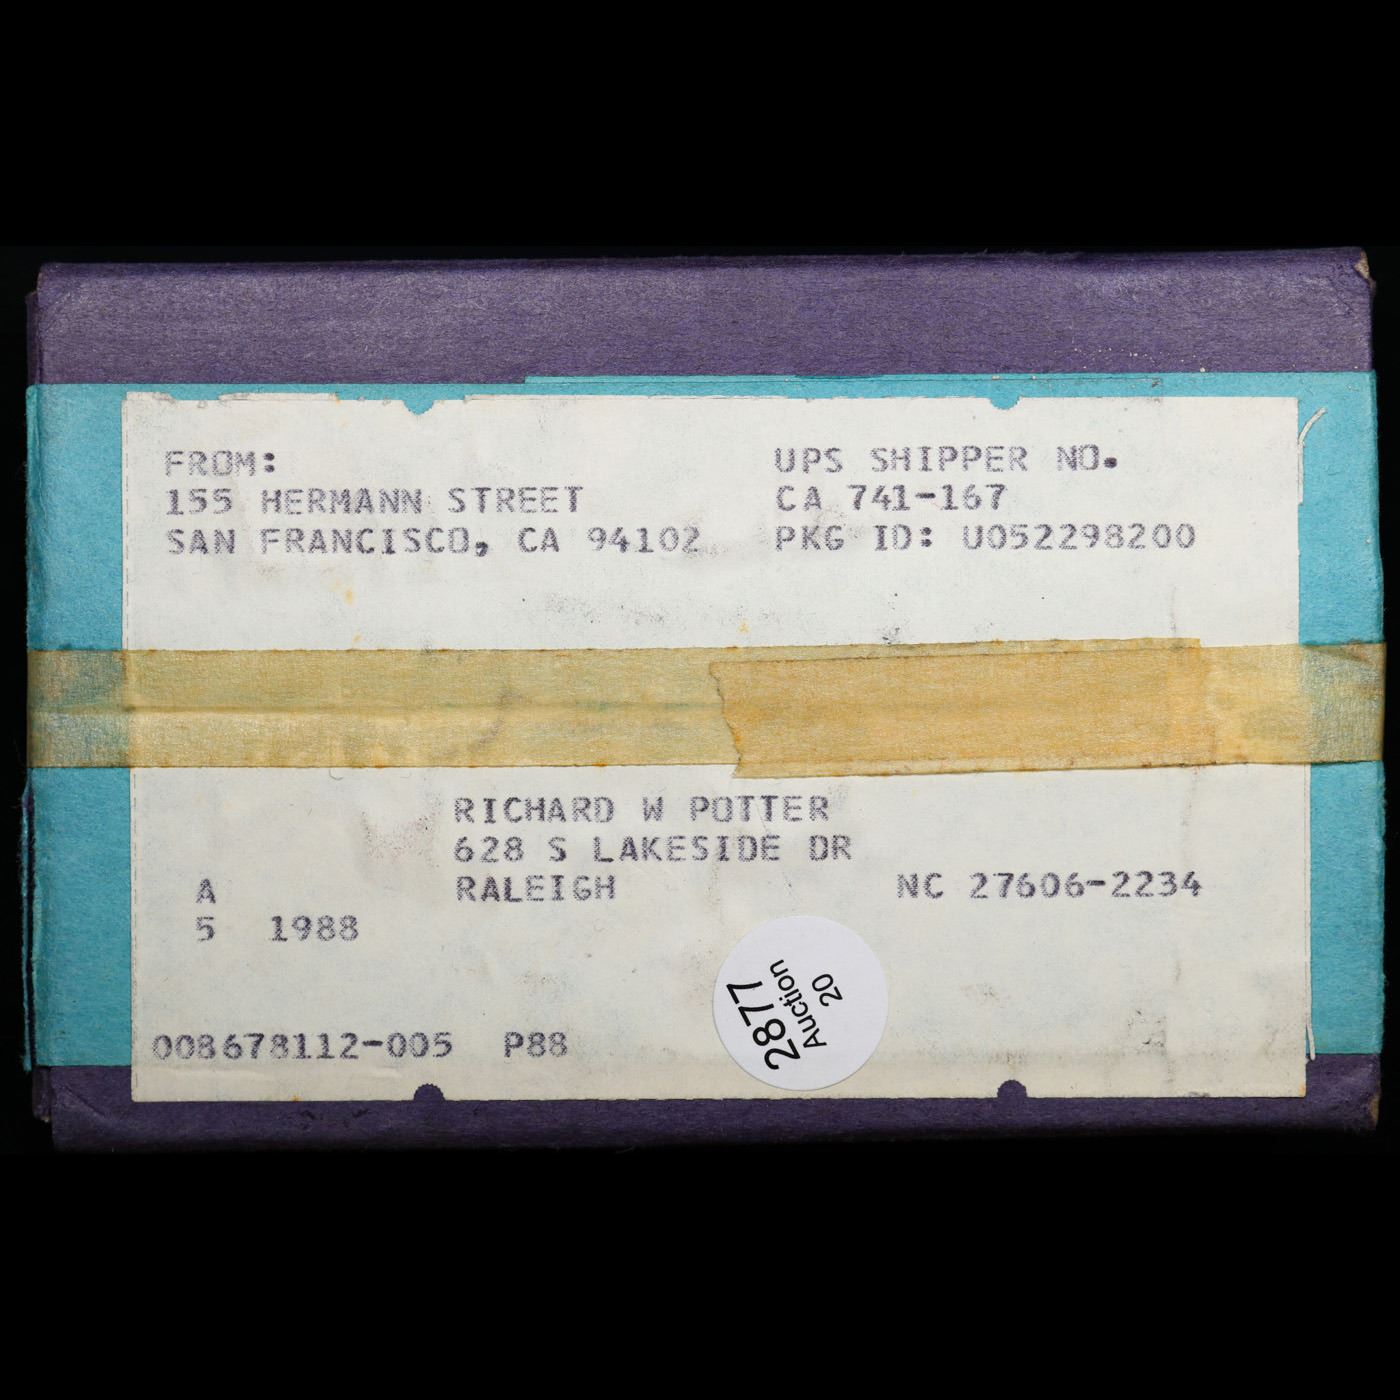 FROM:
155 HERMANN STREET
SAN FRANCISCO, CA 94102
UPS SHIPPER NO.
CA 741-167
PKG ID: U052298200
RICHARD W POTTER
628 S LAKESIDE DR
RALEIGH NC 27606-2234
A
5 1988
008678112-005 P88
2877
Auction
20